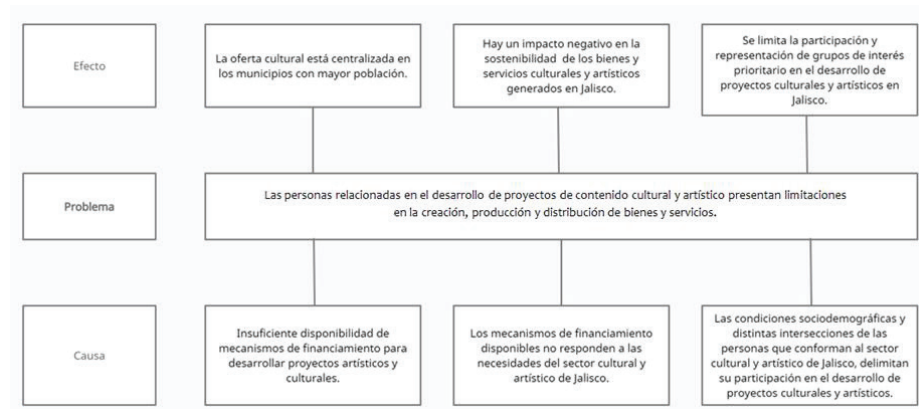 Efecto
La oferta cultural está centralizada en
los municipios con mayor población.
Hay un impacto negativo en la
sostenibilidad de los bienes y
servicios culturales y artísticos
generados en Jalisco.
Se limita la participación y
representación de grupos de interés
prioritario en el desarrollo de
proyectos culturales y artísticos en
Jalisco.
Problema
Las personas relacionadas en el desarrollo de proyectos de contenido cultural y artístico presentan limitaciones
en la creación, producción y distribución de bienes y servicios.
Causa
Insuficiente disponibilidad de
mecanismos de financiamiento para
desarrollar proyectos artísticos y
culturales.
Los mecanismos de financiamiento
disponibles no responden a las
necesidades del sector cultural y
artístico de Jalisco.
Las condiciones sociodemográficas y
distintas intersecciones de las
personas que conforman al sector
cultural y artístico de Jalisco, delimitan
su participación en el desarrollo de
proyectos culturales y artísticos.